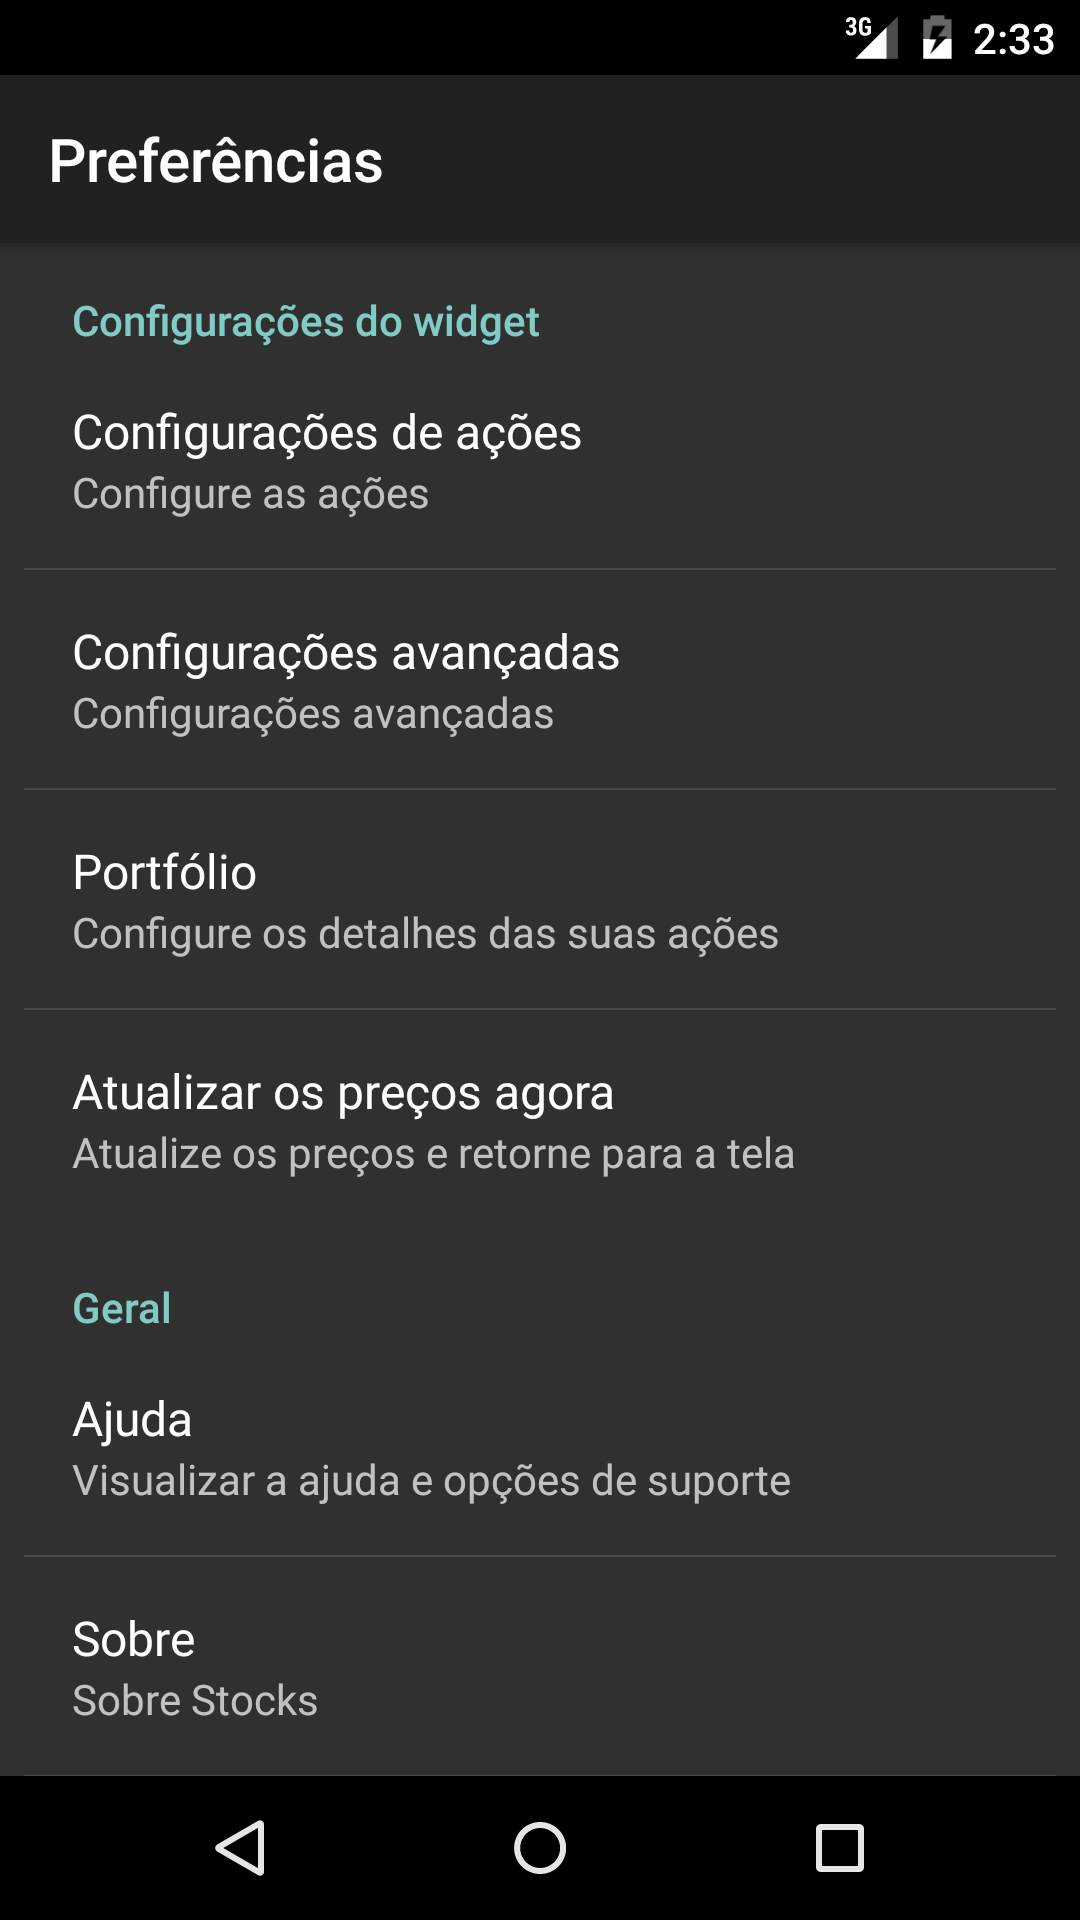 3G 2:33
Preferências
Configurações do widget
Configurações de ações
Configure as ações
Configurações avançadas
Configurações avançadas
Portfólio
Configure os detalhes das suas ações
Atualizar os preços agora
Atualize os preços e retorne para a tela
Geral
Ajuda
Visualizar a ajuda e opções de suporte
Sobre
Sobre Stocks